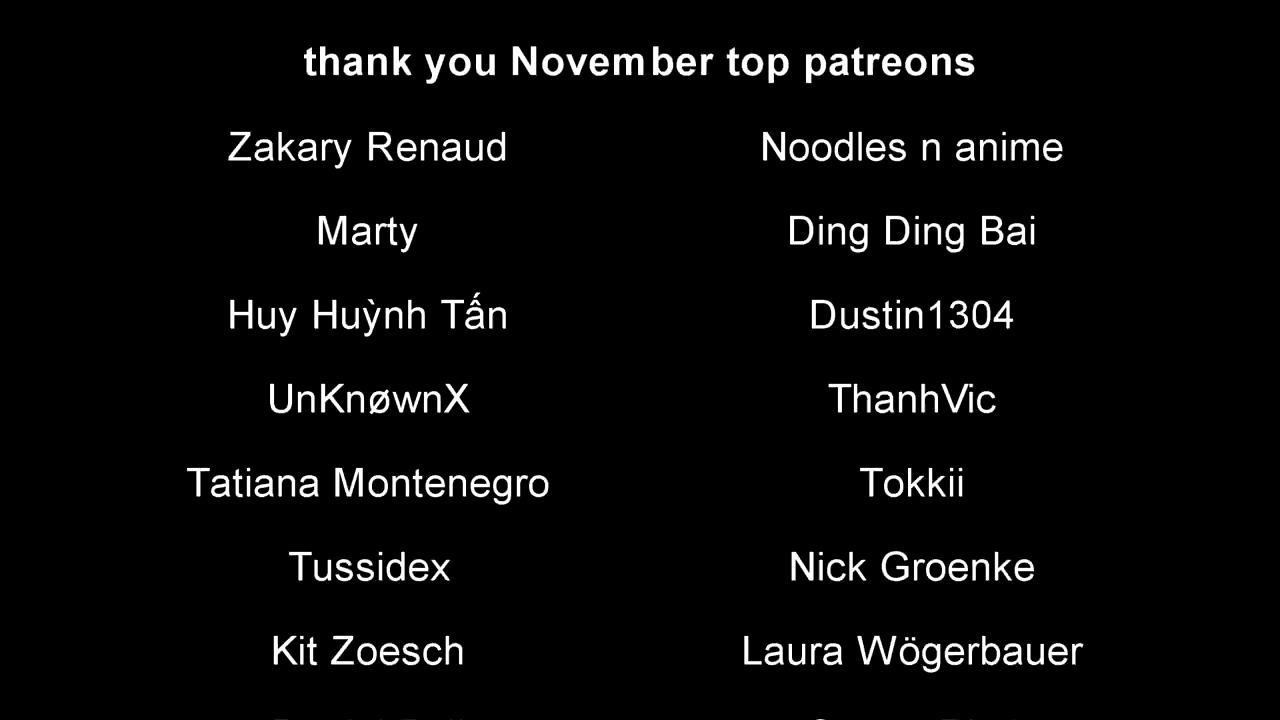 thank you November top patreons
Zakary Renaud
Noodles n anime
Marty
Ding Ding Bai
Huy Huỳnh Tấn
Dustin1304
UnKnøwnX
ThanhVic
Tatiana Montenegro
Tokkii
Tussidex
Nick Groenke
Kit Zoesch
Laura Wögerbauer